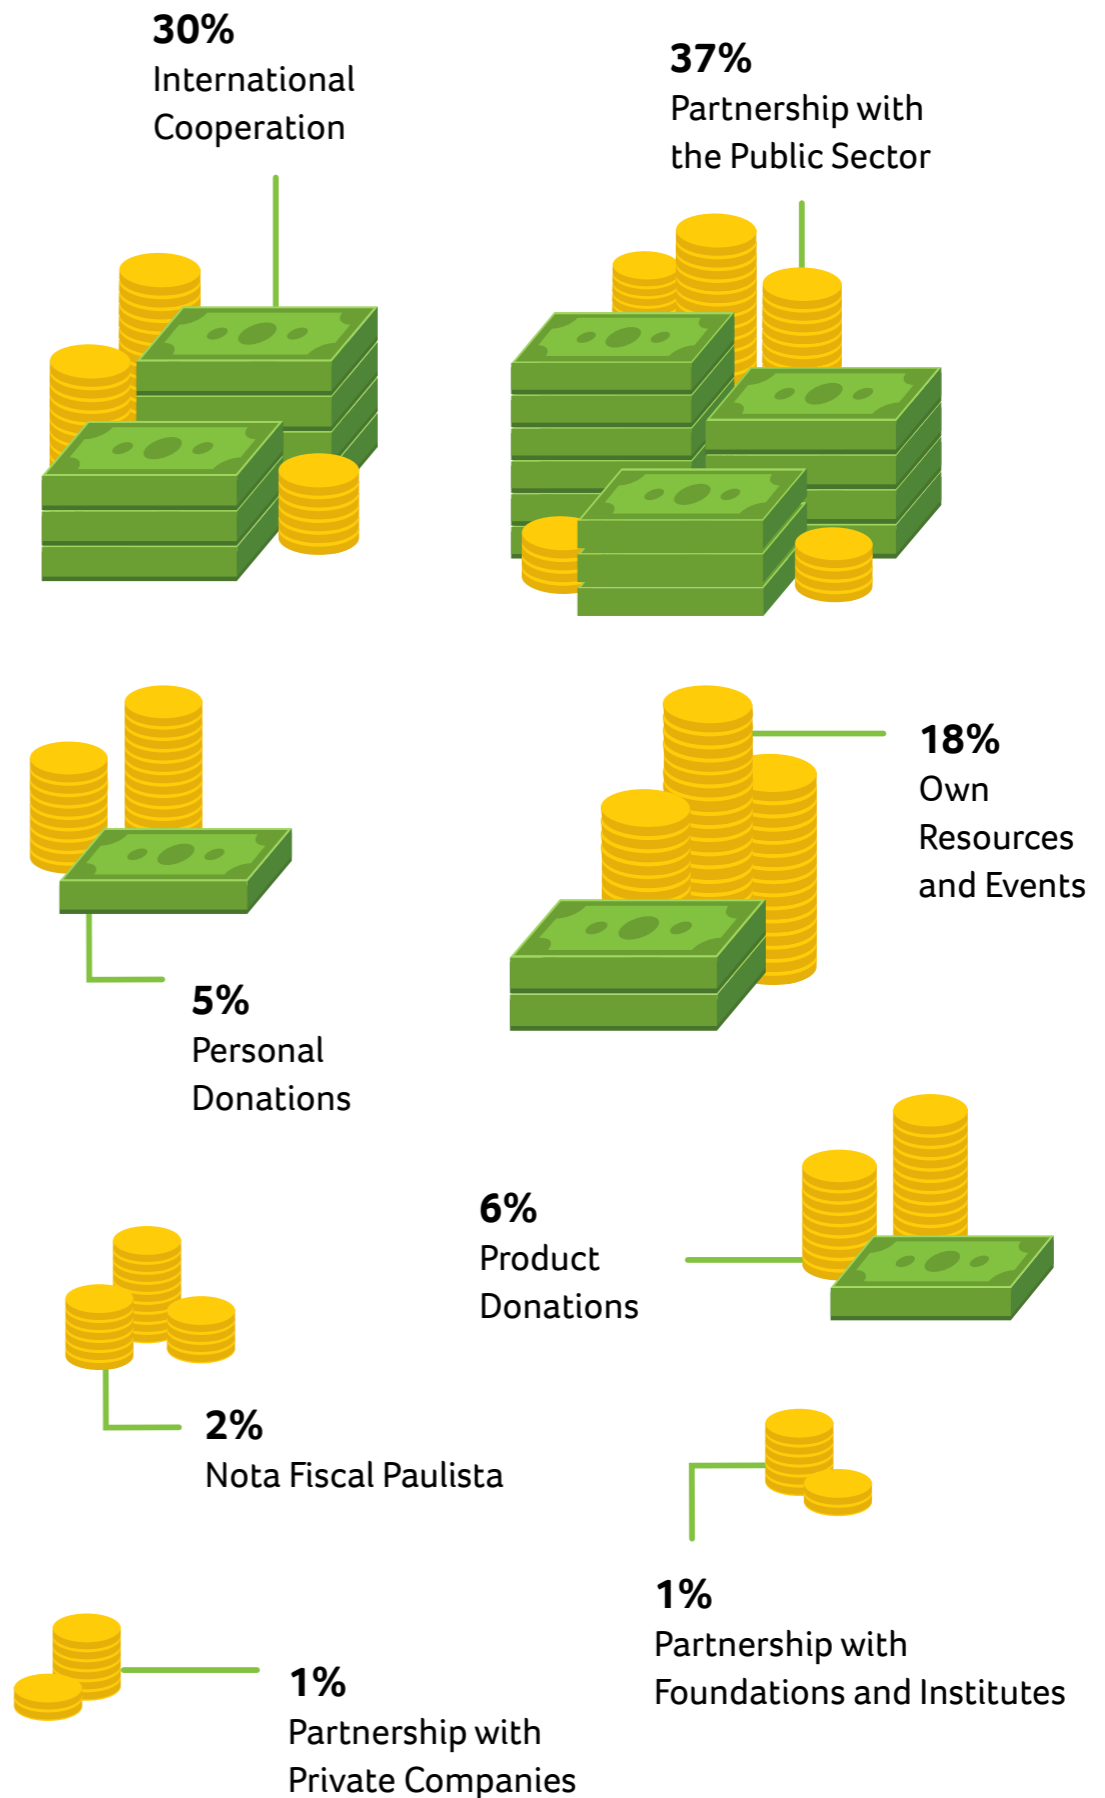 30%
International
Cooperation
37%
Partnership with
the Public Sector
18%
Own
Resources
and Events
5%
Personal
Donations
6%
Product
Donations
2%
Nota Fiscal Paulista
1%
Partnership with
Foundations and Institutes
1%
Partnership with
Private Companies